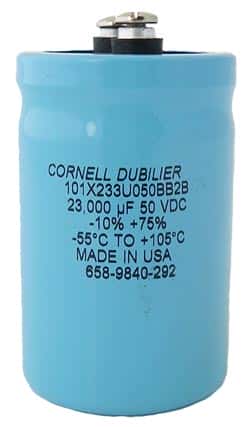 CORNELL DUBILIER
101X233U050BB2B
23,000 µF 50 VDC
-10% +75%
-55°C TO +105°C
MADE IN USA
658-9840-292